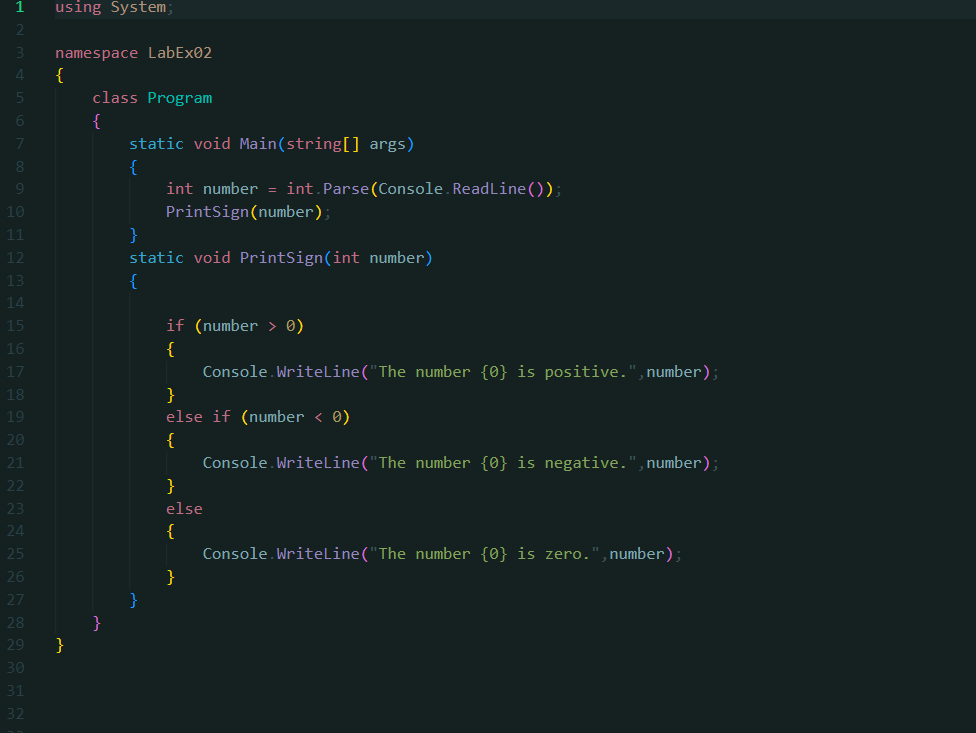 1 using System;
2
3 namespace LabEx02
4 {
5 class Program
6 {
7 static void Main(string[] args)
8 {
9 int number = int.Parse(Console.ReadLine());
10 PrintSign(number);
11 }
12 static void PrintSign(int number)
13 {
14
15 if (number > 0)
16 {
17 Console.WriteLine("The number {0} is positive.",number);
18 }
19 else if (number < 0)
20 {
21 Console.WriteLine("The number {0} is negative.",number);
22 }
23 else
24 {
25 Console.WriteLine("The number {0} is zero.",number);
26 }
27 }
28 }
29 }
30
31
32